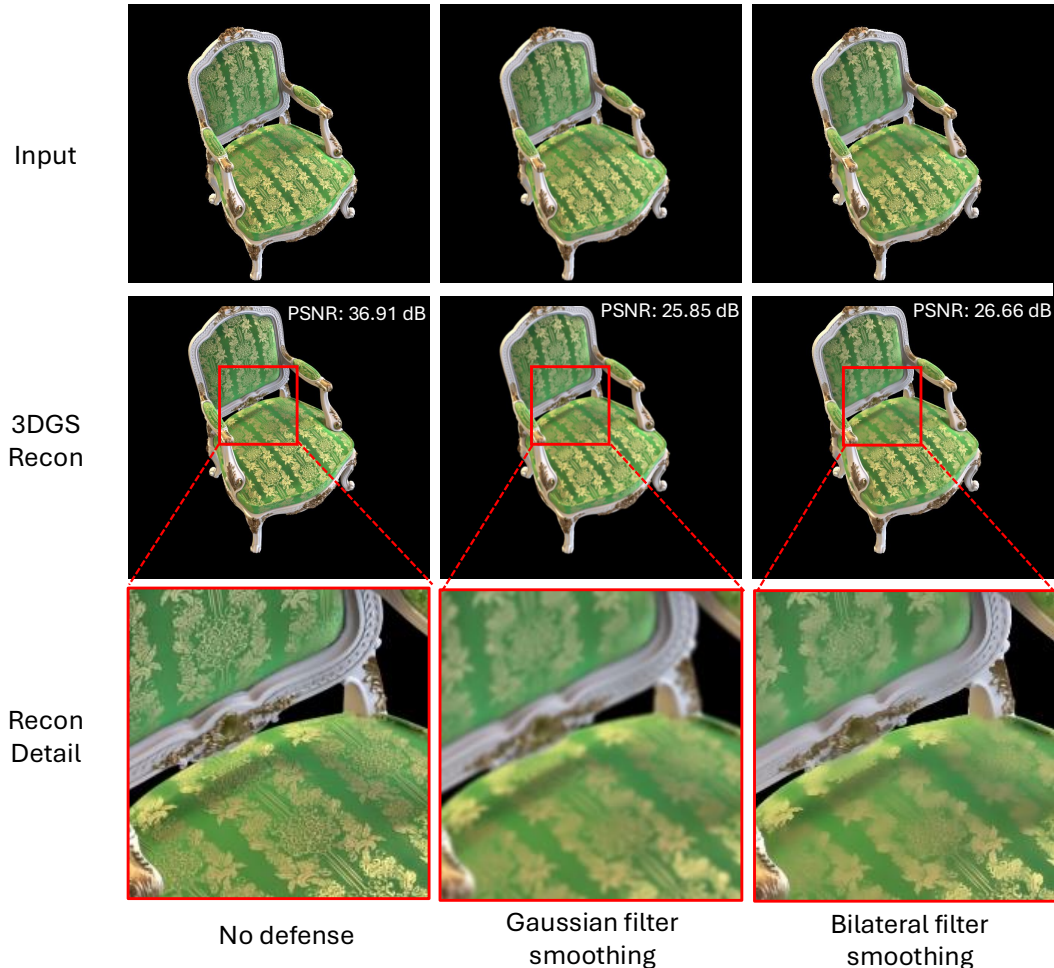 Input
PSNR: 36.91 dB
PSNR: 25.85 dB
PSNR: 26.66 dB
3DGS
Recon
Recon
Detail
No defense
Gaussian filter
smoothing
Bilateral filter
smoothing